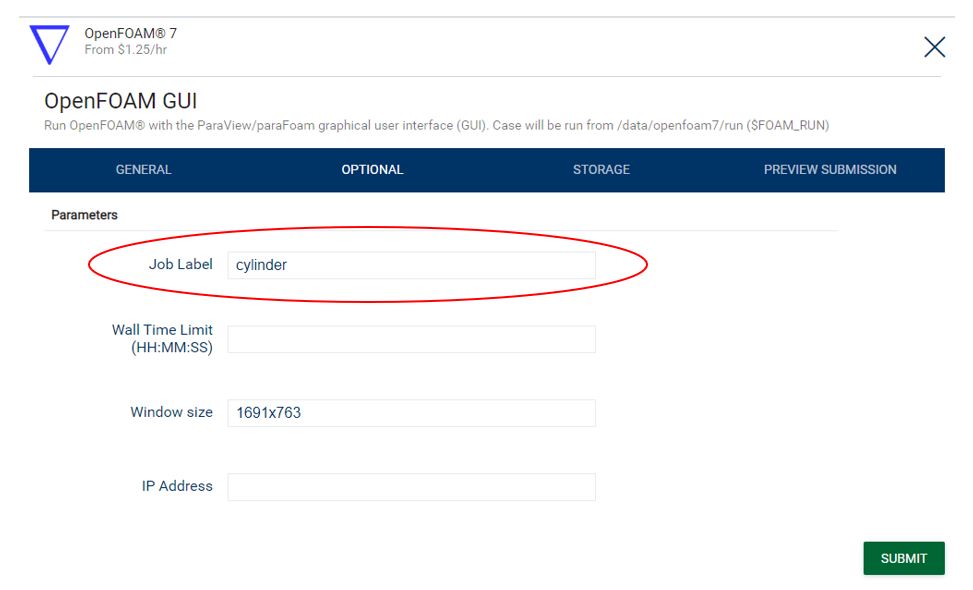 OpenFOAM® 7
From $1.25/hr
OpenFOAM GUI
Run OpenFOAM® with the ParaView/paraFoam graphical user interface (GUI). Case will be run from /data/openfoam7/run ($FOAM_RUN)
GENERAL OPTIONAL STORAGE PREVIEW SUBMISSION
Parameters
Job Label cylinder
Wall Time Limit
(HH:MM:SS)
Window size 1691x763
IP Address
SUBMIT